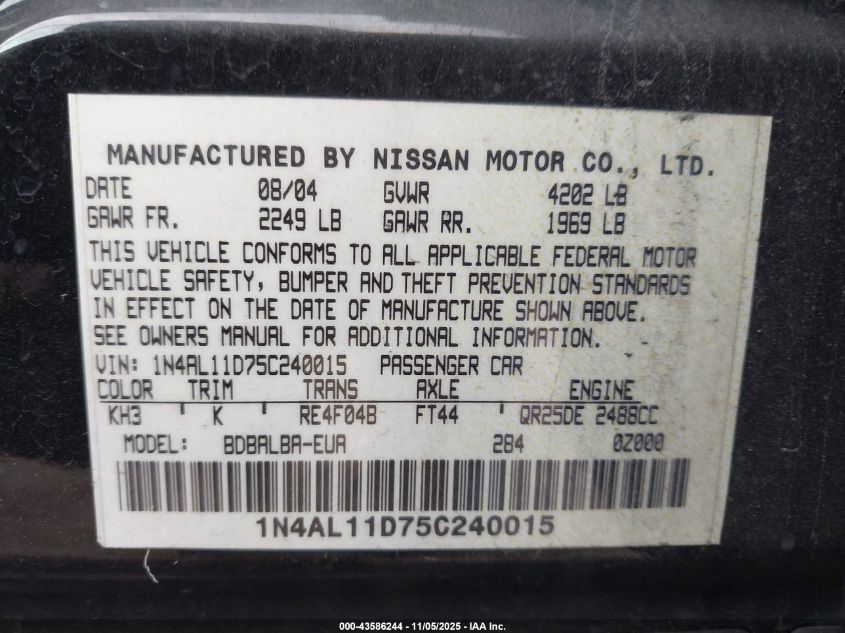 MANUFACTURED BY NISSAN MOTOR CO., LTD.
DATE 08/04 GVWR 4202 LB
GAWR FR. 2249 LB GAWR RR. 1969 LB
THIS VEHICLE CONFORMS TO ALL APPLICABLE FEDERAL MOTOR
VEHICLE SAFETY, BUMPER AND THEFT PREVENTION STANDARDS
IN EFFECT ON THE DATE OF MANUFACTURE SHOWN ABOVE.
SEE OWNERS MANUAL FOR ADDITIONAL INFORMATION.
VIN: 1N4AL11D75C240015 PASSENGER CAR
COLOR TRIM TRANS AXLE ENGINE
KH3 ' K ' RE4F04B FT44 QR25DE 2488CC
MODEL: BDBALBA-EUA 284 0Z000
1N4AL11D75C240015
000-43586244 - 11/05/2025 - IAA Inc.